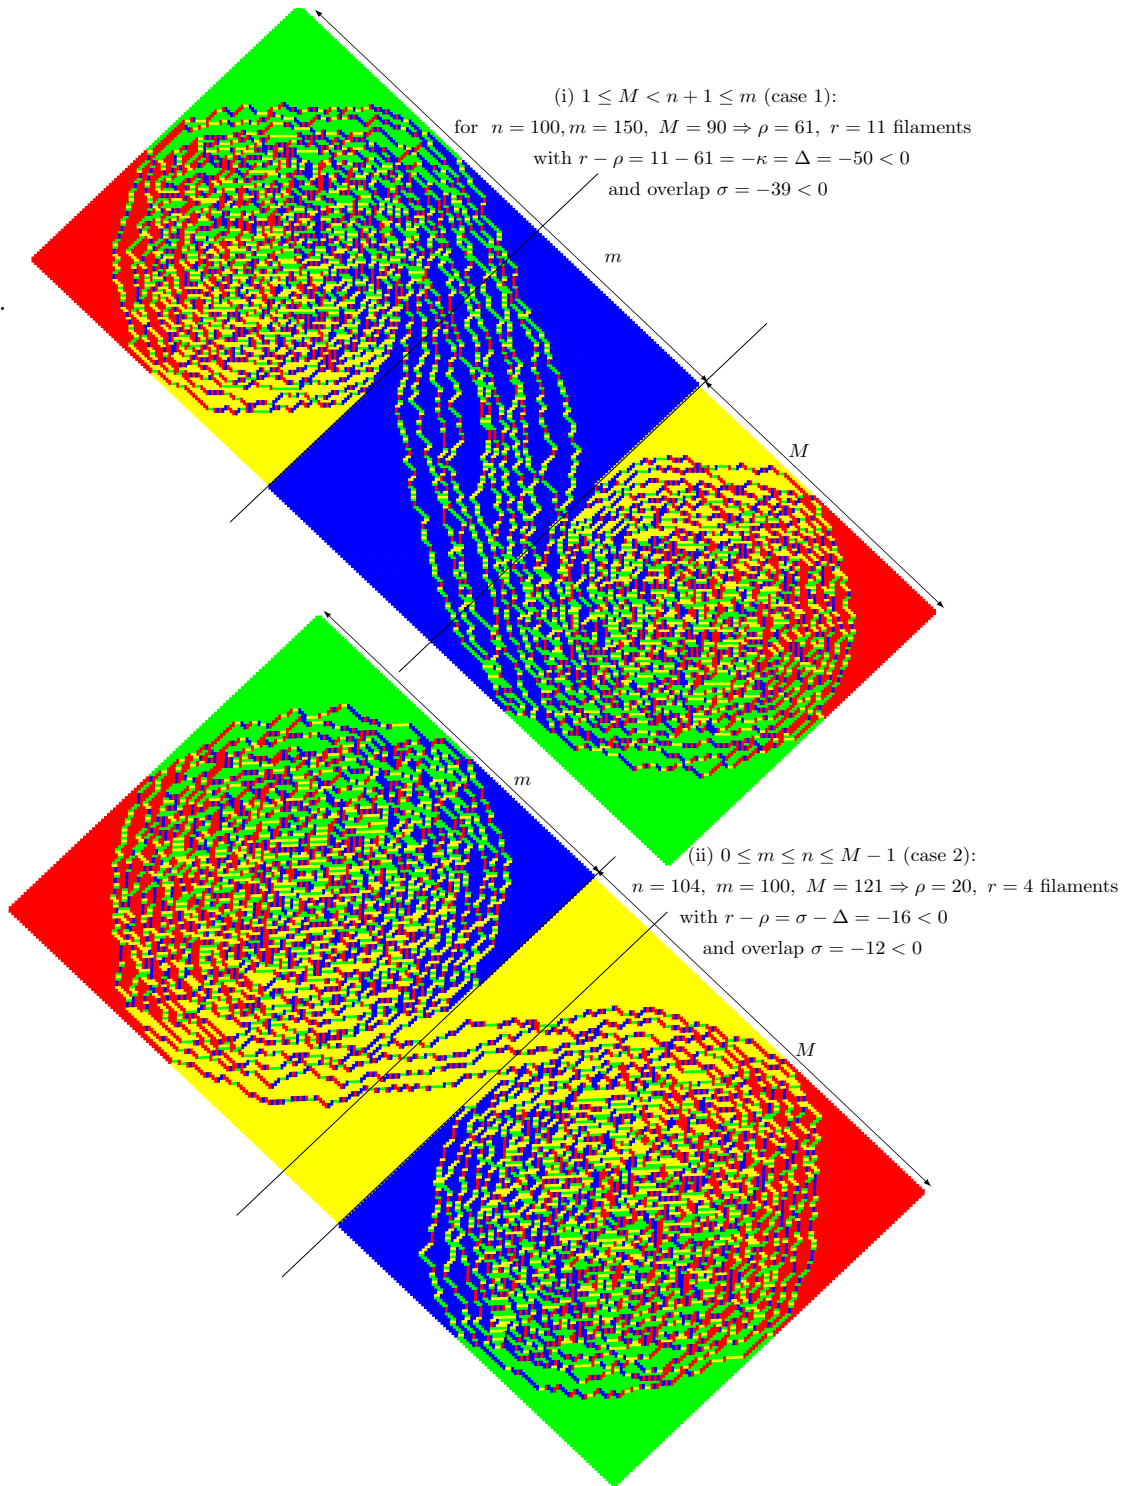 (i) 1 ≤ M < n + 1 ≤ m (case 1):
for n = 100, m = 150, M = 90 ⇒ ρ = 61, r = 11 filaments
with r − ρ = 11 − 61 = −κ = Δ = −50 < 0
and overlap σ = −39 < 0
m
M
m
(ii) 0 ≤ m ≤ n ≤ M − 1 (case 2):
n = 104, m = 100, M = 121 ⇒ ρ = 20, r = 4 filaments
with r − ρ = σ − Δ = −16 < 0
and overlap σ = −12 < 0
M
.